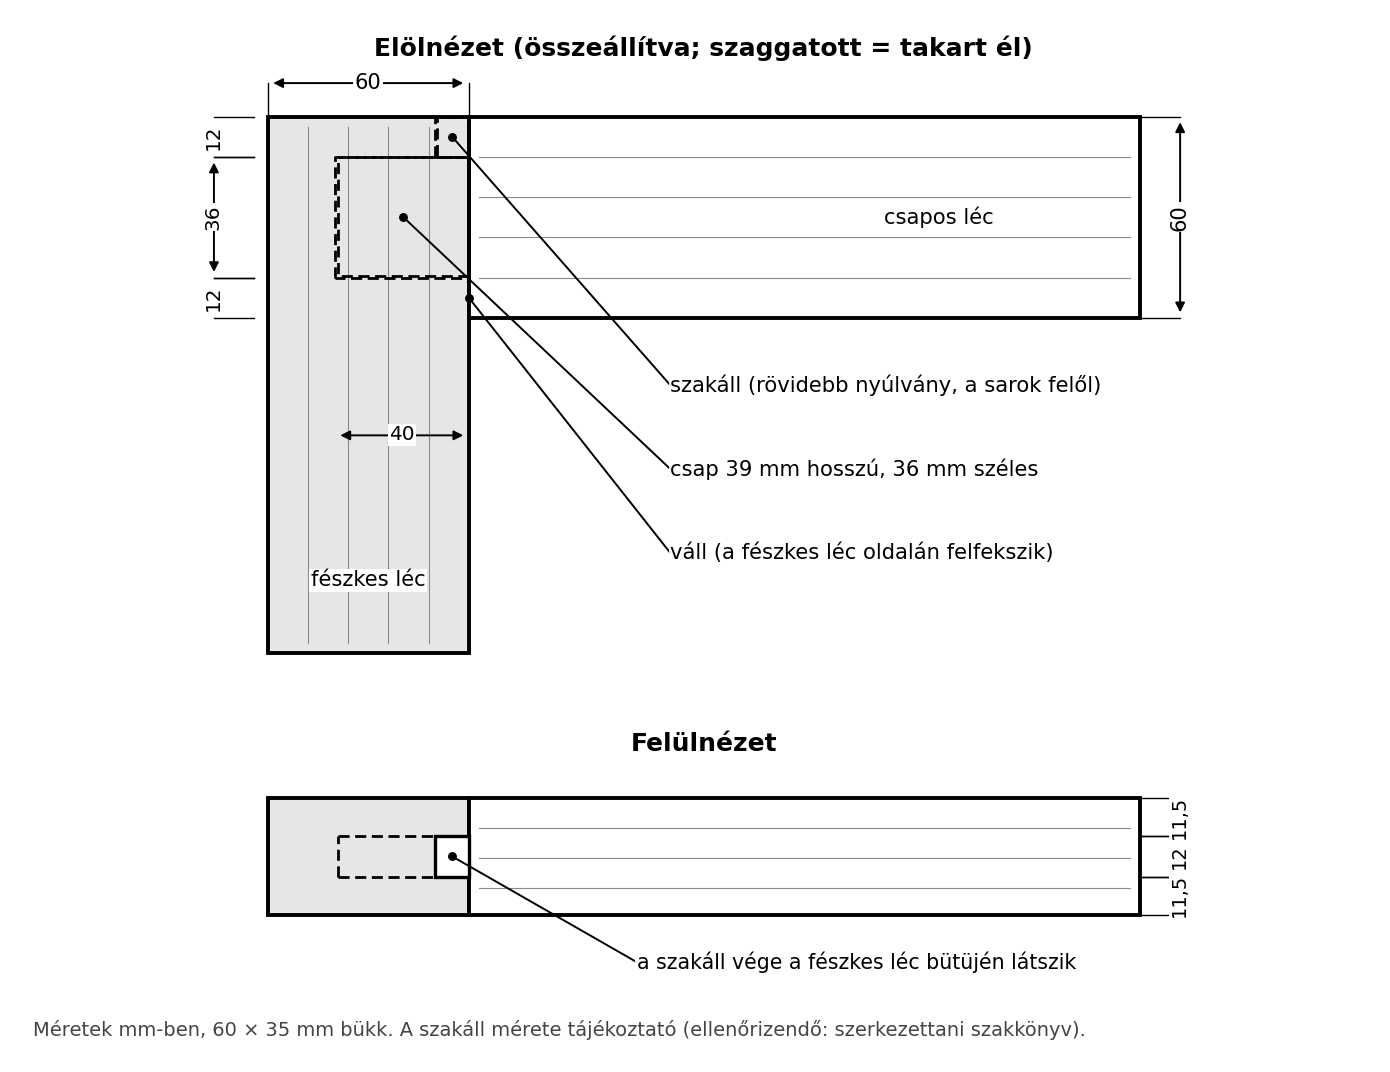 Elölnézet (összeállítva; szaggatott = takart él)
60
12
36
12
60
csapos léc
szakáll (rövidebb nyúlvány, a sarok felől)
40
csap 39 mm hosszú, 36 mm széles
váll (a fészkes léc oldalán felfekszik)
fészkes léc
Felülnézet
11,5
12
11,5
a szakáll vége a fészkes léc bütüjén látszik
Méretek mm-ben, 60 × 35 mm bükk. A szakáll mérete tájékoztató (ellenőrizendő: szerkezettani szakkönyv).